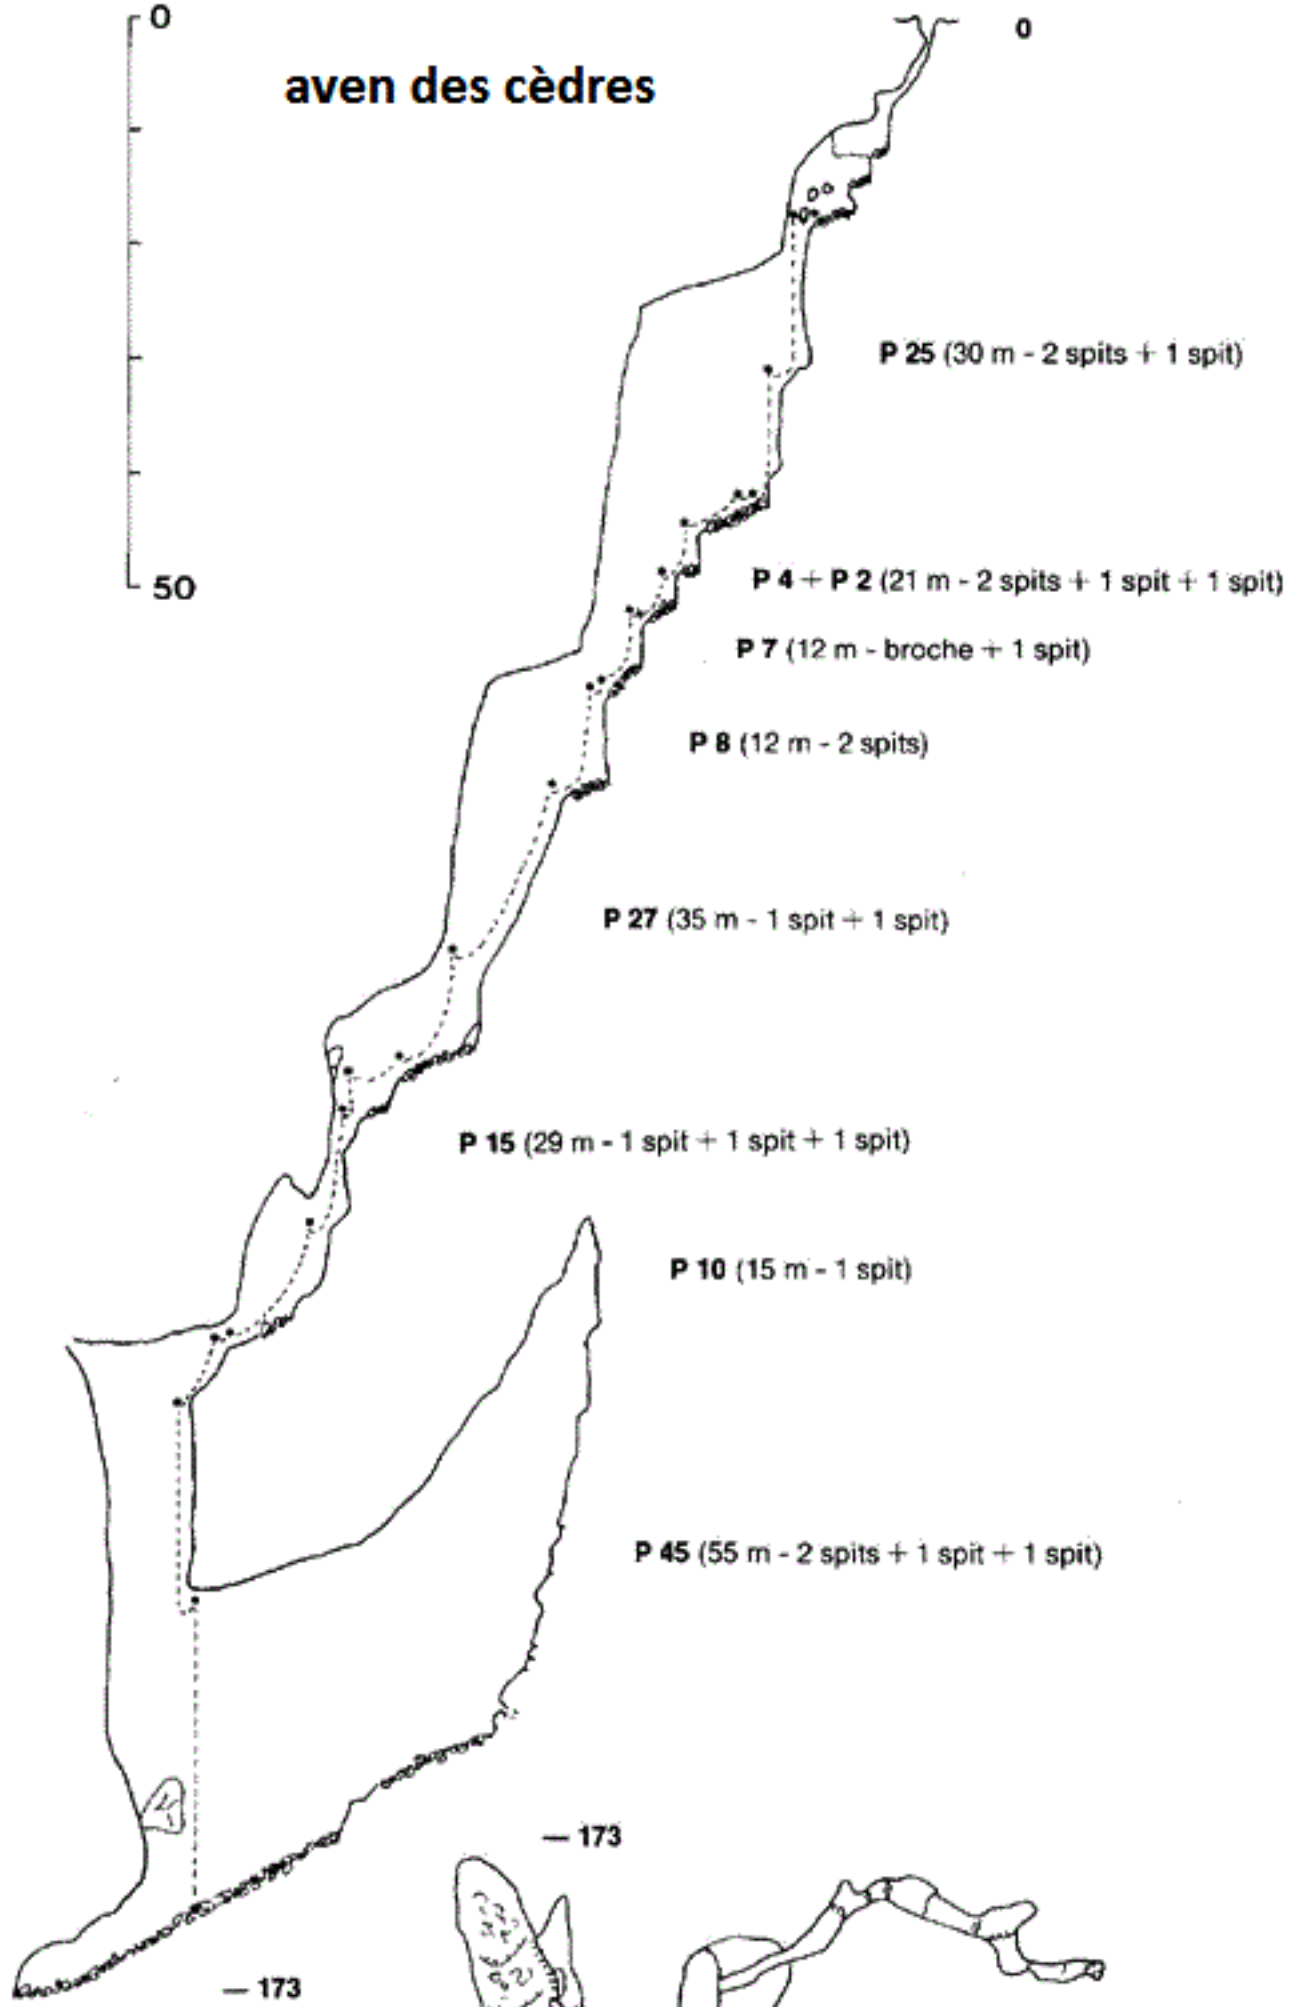 0
0
aven des cèdres
P 25 (30 m - 2 spits + 1 spit)
50
P 4 + P 2 (21 m - 2 spits + 1 spit + 1 spit)
P 7 (12 m - broche + 1 spit)
P 8 (12 m - 2 spits)
P 27 (35 m - 1 spit + 1 spit)
P 15 (29 m - 1 spit + 1 spit + 1 spit)
P 10 (15 m - 1 spit)
P 45 (55 m - 2 spits + 1 spit + 1 spit)
— 173
— 173